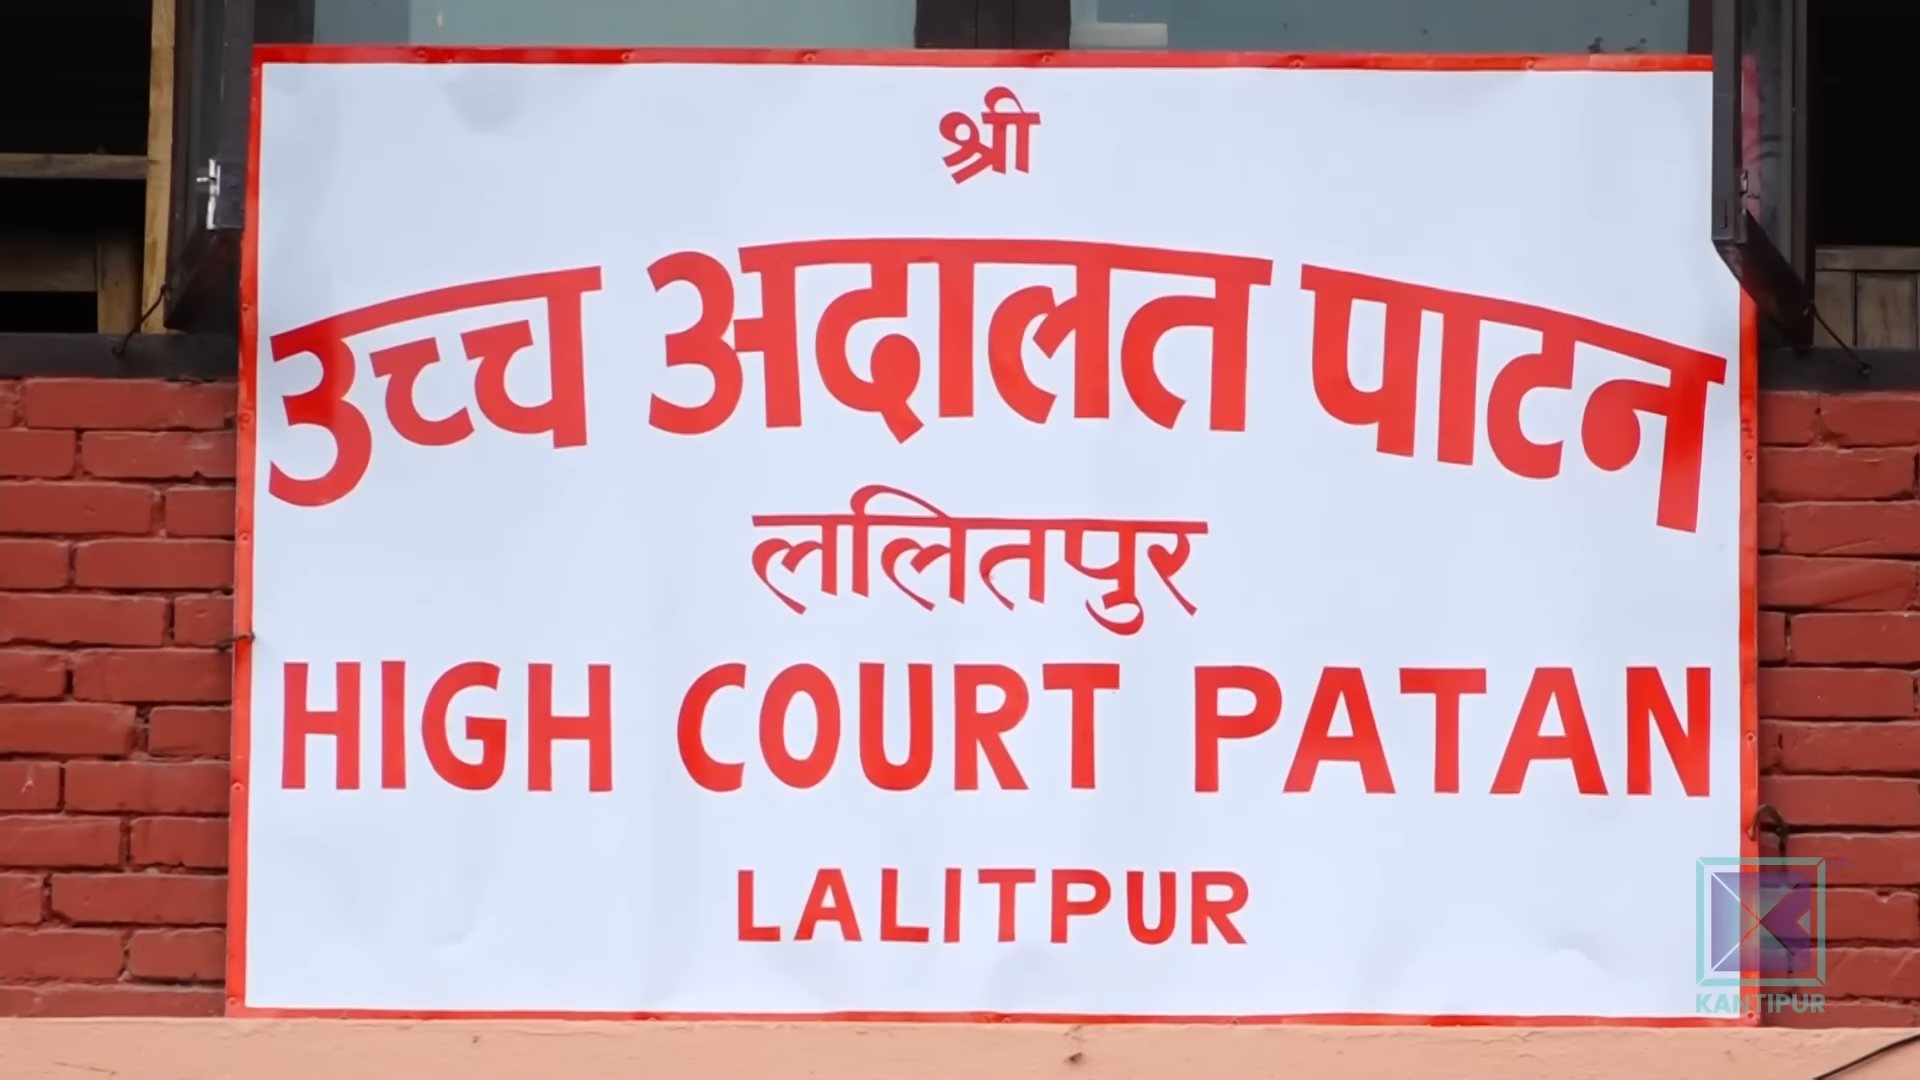 श्री
उच्च अदालत पाटन
ललितपुर
HIGH COURT PATAN
LALITPUR
KANTIPUR